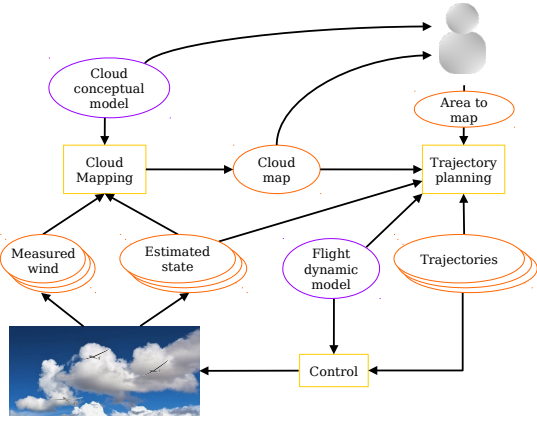 Cloud
conceptual
model
Area to
map
Cloud
Mapping
Cloud
map
Trajectory
planning
Measured
wind
Estimated
state
Flight
dynamic
model
Trajectories
Control